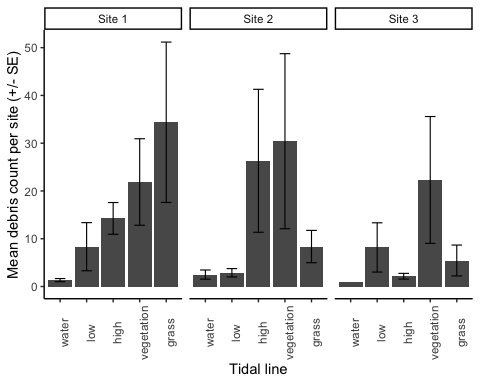 Site 1 Site 2 Site 3
Mean debris count per site (+/- SE)
50
40
30
20
10
0
water low high vegetation grass water low high vegetation grass water low high vegetation grass
Tidal line